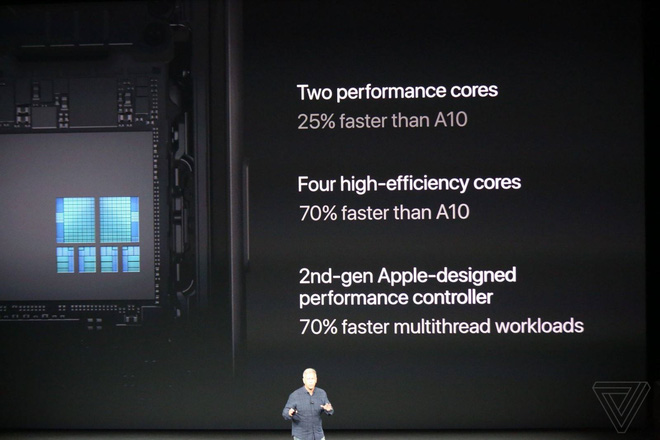 Two performance cores
25% faster than A10
Four high-efficiency cores
70% faster than A10
2nd-gen Apple-designed
performance controller
70% faster multithread workloads